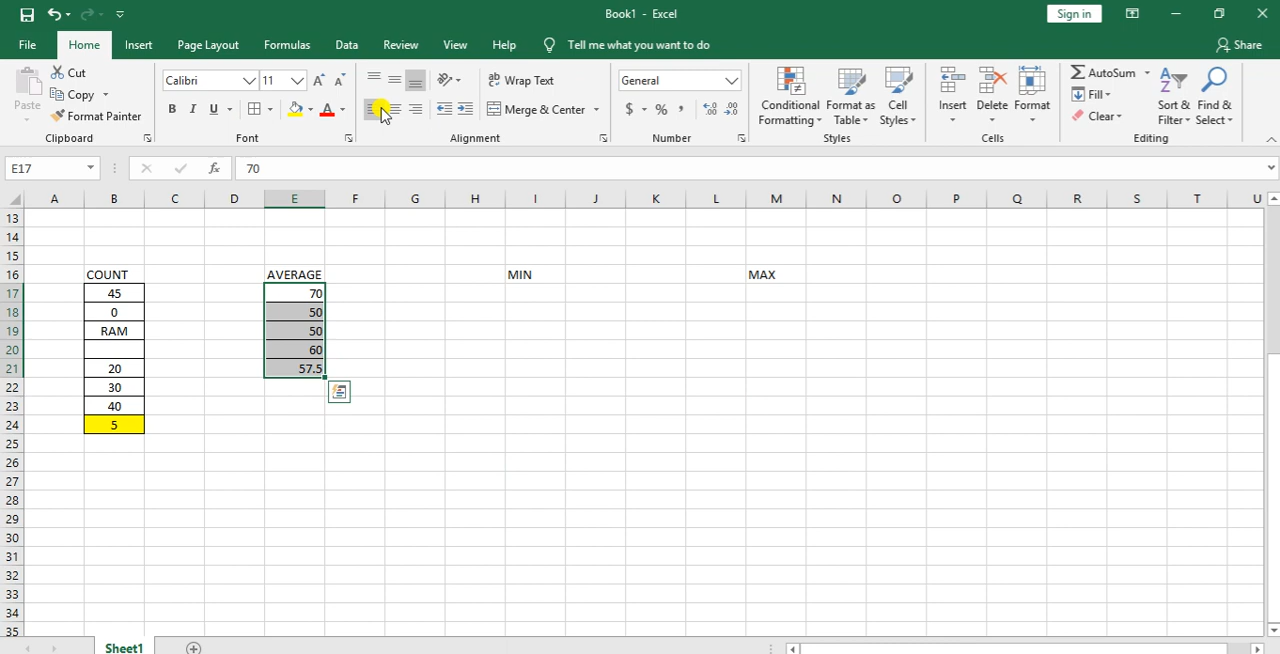 Book1 - Excel
Sign in
File Home Insert Page Layout Formulas Data Review View Help Tell me what you want to do Share
Paste Cut Copy Format Painter
Calibri 11
B I U A
ab Wrap Text
Merge & Center
General
$ % ,
Conditional Formatting
Format as Table
Cell Styles
Insert Delete Format
AutoSum Fill Clear
Sort & Filter
Find & Select
Clipboard Font Alignment Number Styles Cells Editing
E17 fx 70
A B C D E F G H I J K L M N O P Q R S T U
13
14
15
16 COUNT AVERAGE MIN MAX
17 45 70
18 0 50
19 RAM 50
20 60
21 20 57.5
22 30
23 40
24 5
25
26
27
28
29
30
31
32
33
34
35
Sheet1